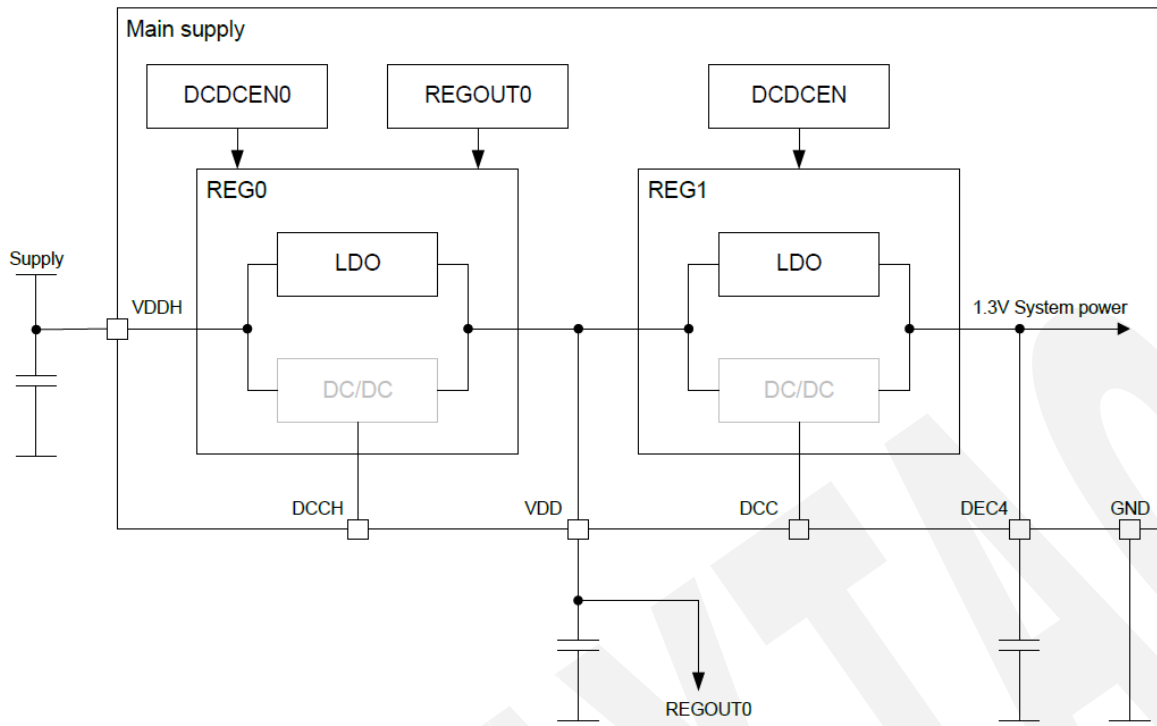 Main supply
DCDCEN0
REGOUT0
DCDCEN
REG0
REG1
LDO
LDO
Supply
VDDH
1.3V System power
DC/DC
DC/DC
DCCH
VDD
DCC
DEC4
GND
REGOUT0